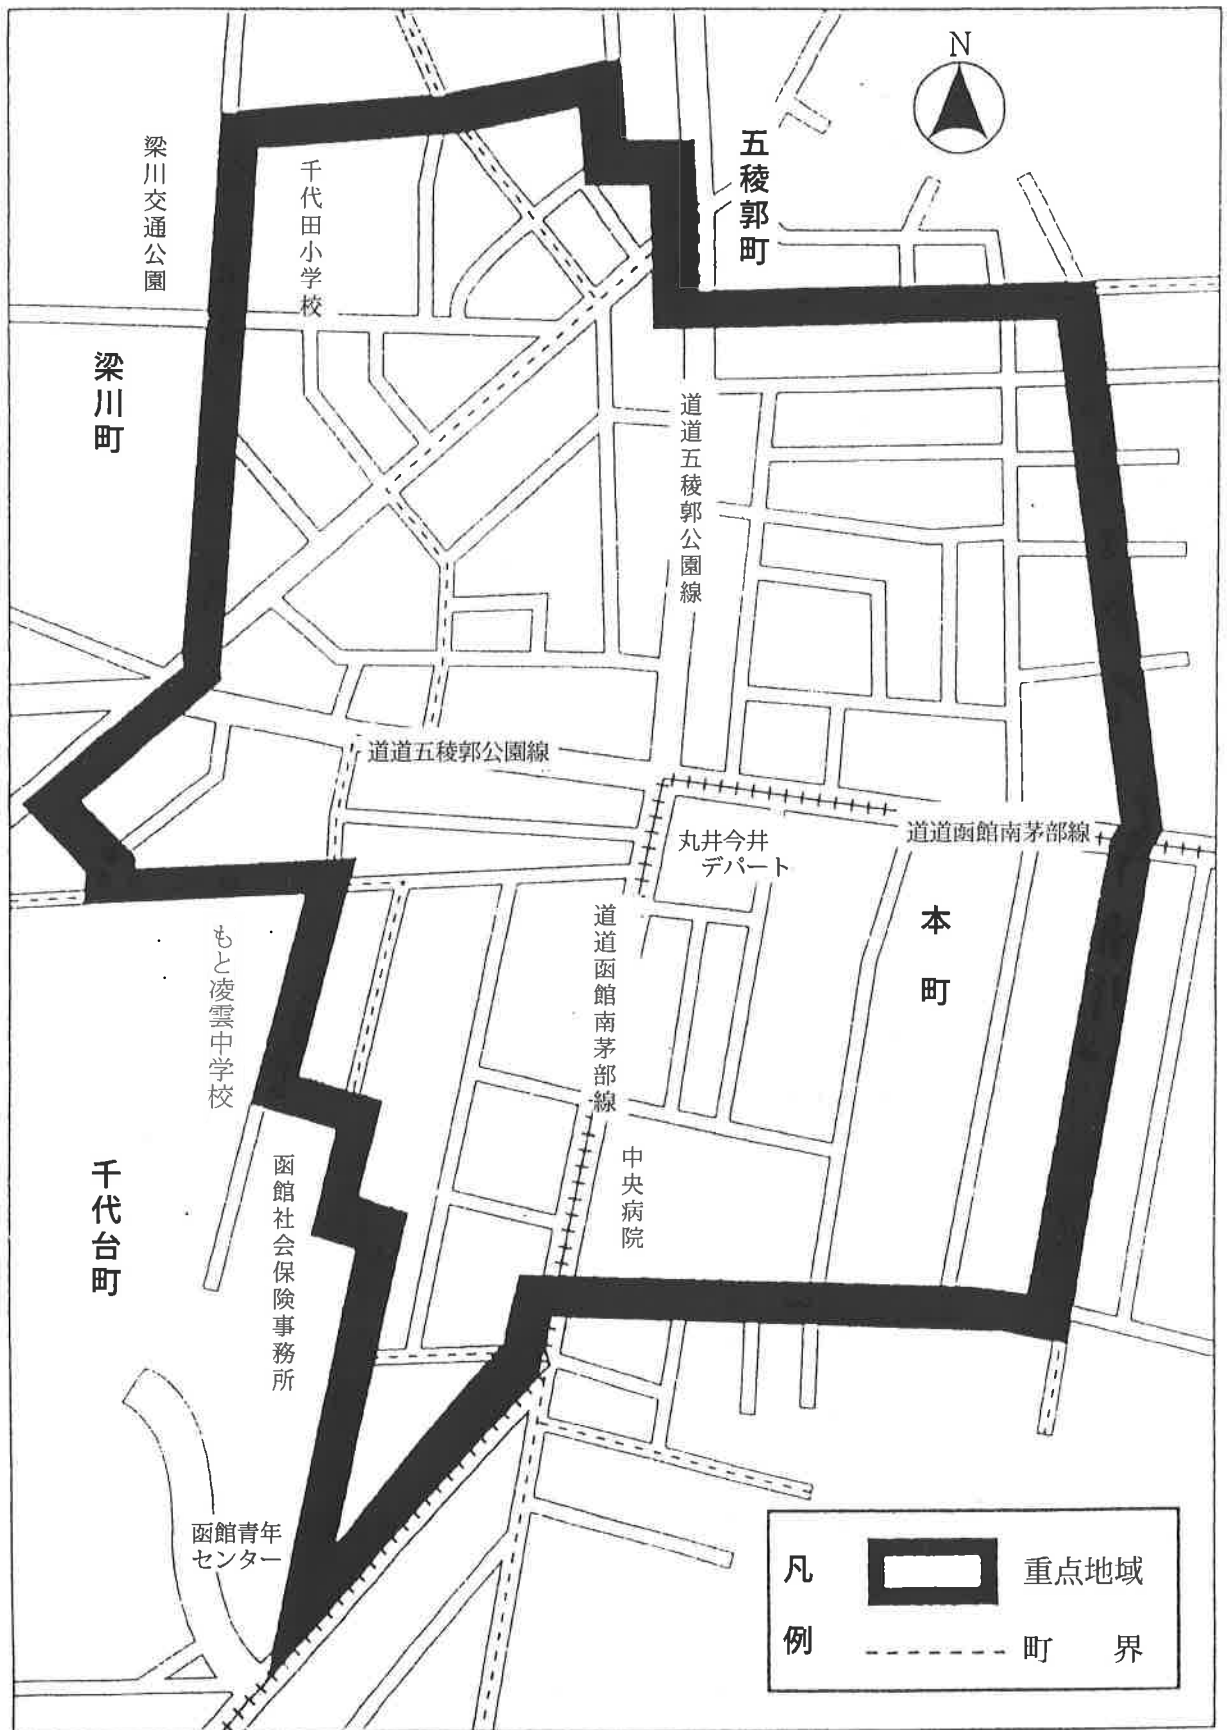 N
五稜郭町
梁川交通公園
千代田小学校
梁川町
道道五稜郭公園線
道道五稜郭公園線
道道函館南茅部線
丸井今井
デパート
本町
道道函館南茅部線
もと凌雲中学校
中央病院
函館社会保険事務所
千代台町
函館青年
センター
凡例
重点地域
町界